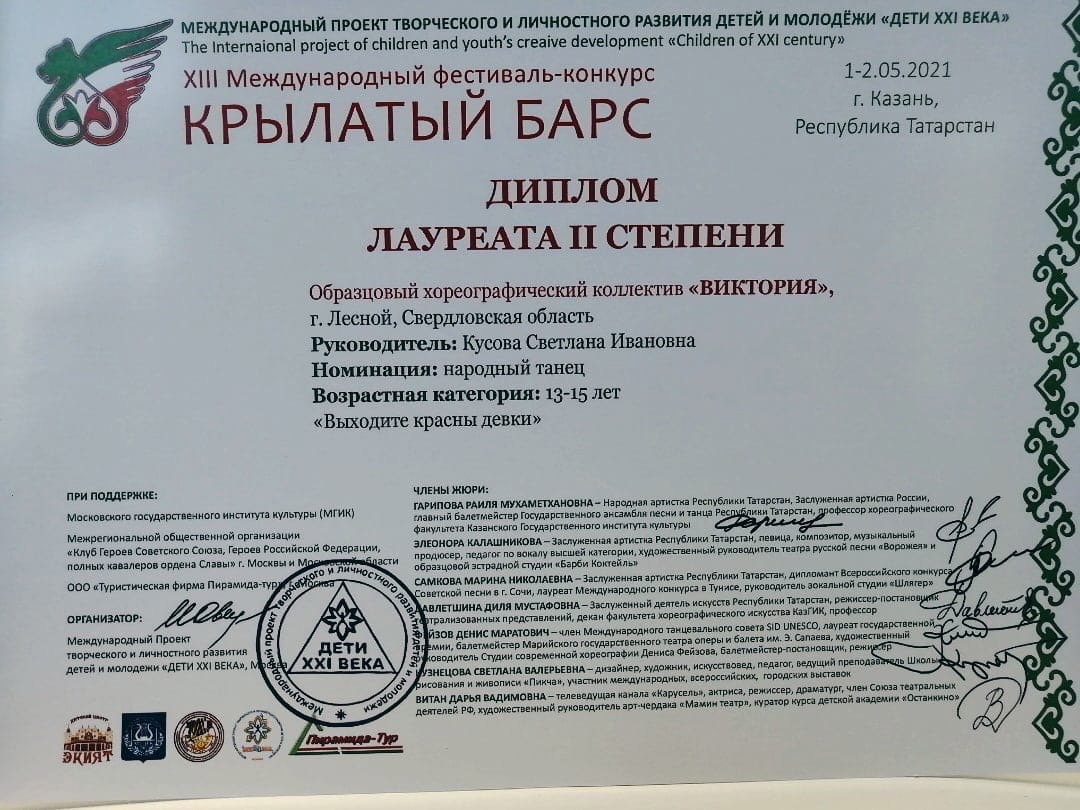 МЕЖДУНАРОДНЫЙ ПРОЕКТ ТВОРЧЕСКОГО И ЛИЧНОСТНОГО РАЗВИТИЯ ДЕТЕЙ И МОЛОДЁЖИ «ДЕТИ XXI ВЕКА»
The Internaional project of children and youth's creaive development «Children of XXI century»
XIII Международный фестиваль-конкурс
КРЫЛАТЫЙ БАРС
1-2.05.2021
г. Казань,
Республика Татарстан
ДИПЛОМ
ЛАУРЕАТА II СТЕПЕНИ
Образцовый хореографический коллектив «ВИКТОРИЯ»,
г. Лесной, Свердловская область
Руководитель: Кусова Светлана Ивановна
Номинация: народный танец
Возрастная категория: 13-15 лет
«Выходите красны девки»
ПРИ ПОДДЕРЖКЕ:
Московского государственного института культуры (МГИК)
Межрегиональной общественной организации
«Клуб Героев Советского Союза, Героев Российской Федерации,
полных кавалеров ордена Славы» г. Москвы и Московской области
ООО «Туристическая фирма Пирамида-тур» г. Москва
ОРГАНИЗАТОР:
Международный Проект
творческого и личностного развития
детей и молодежи «ДЕТИ XXI ВЕКА», Москва
Международный проект творческого и личностного развития детей и молодежи
ДЕТИ
XXI ВЕКА
ЭКИЯТ
Пирамида-Тур
ЧЛЕНЫ ЖЮРИ:
ГАРИПОВА РАИЛЯ МУХАМЕТХАНОВНА – Народная артистка Республики Татарстан, Заслуженная артистка России,
главный балетмейстер Государственного ансамбля песни и танца Республики Татарстан, профессор хореографического
факультета Казанского Государственного института культуры
ЭЛЕОНОРА КАЛАШНИКОВА – Заслуженная артистка Республики Татарстан, певица, композитор, музыкальный
продюсер, педагог по вокалу высшей категории, художественный руководитель театра русской песни «Ворожея» и
образцовой эстрадной студии «Барби Коктейль»
САМКОВА МАРИНА НИКОЛАЕВНА – Заслуженная артистка Республики Татарстан, дипломант Всероссийского конкурса
Советской песни в г. Сочи, лауреат Международного конкурса в Тунисе, руководитель вокальной студии «Шлягер»
ДАВЛЕТШИНА ДИЛЯ МУСТАФОВНА – Заслуженный деятель искусств Республики Татарстан, режиссер-постановщик
театрализованных представлений, декан факультета хореографического искусства КазГИК, профессор
ФЕЙЗОВ ДЕНИС МАРАТОВИЧ – член Международного танцевального совета SID UNESCO, лауреат государственной
премии, балетмейстер Марийского государственного театра оперы и балета им. Э. Сапаева, художественный
руководитель Студии современной хореографии Дениса Фейзова, балетмейстер-постановщик, режиссер
КУЗНЕЦОВА СВЕТЛАНА ВАЛЕРЬЕВНА – дизайнер, художник, искусствовед, педагог, ведущий преподаватель Школы
рисования и живописи «Пикча», участник международных, всероссийских, городских выставок
ВИТАН ДАРЬЯ ВАДИМОВНА – телеведущая канала «Карусель», актриса, режиссер, драматург, член Союза театральных
деятелей РФ, художественный руководитель арт-чердака «Мамин театр», куратор курса детской академии «Останкино»